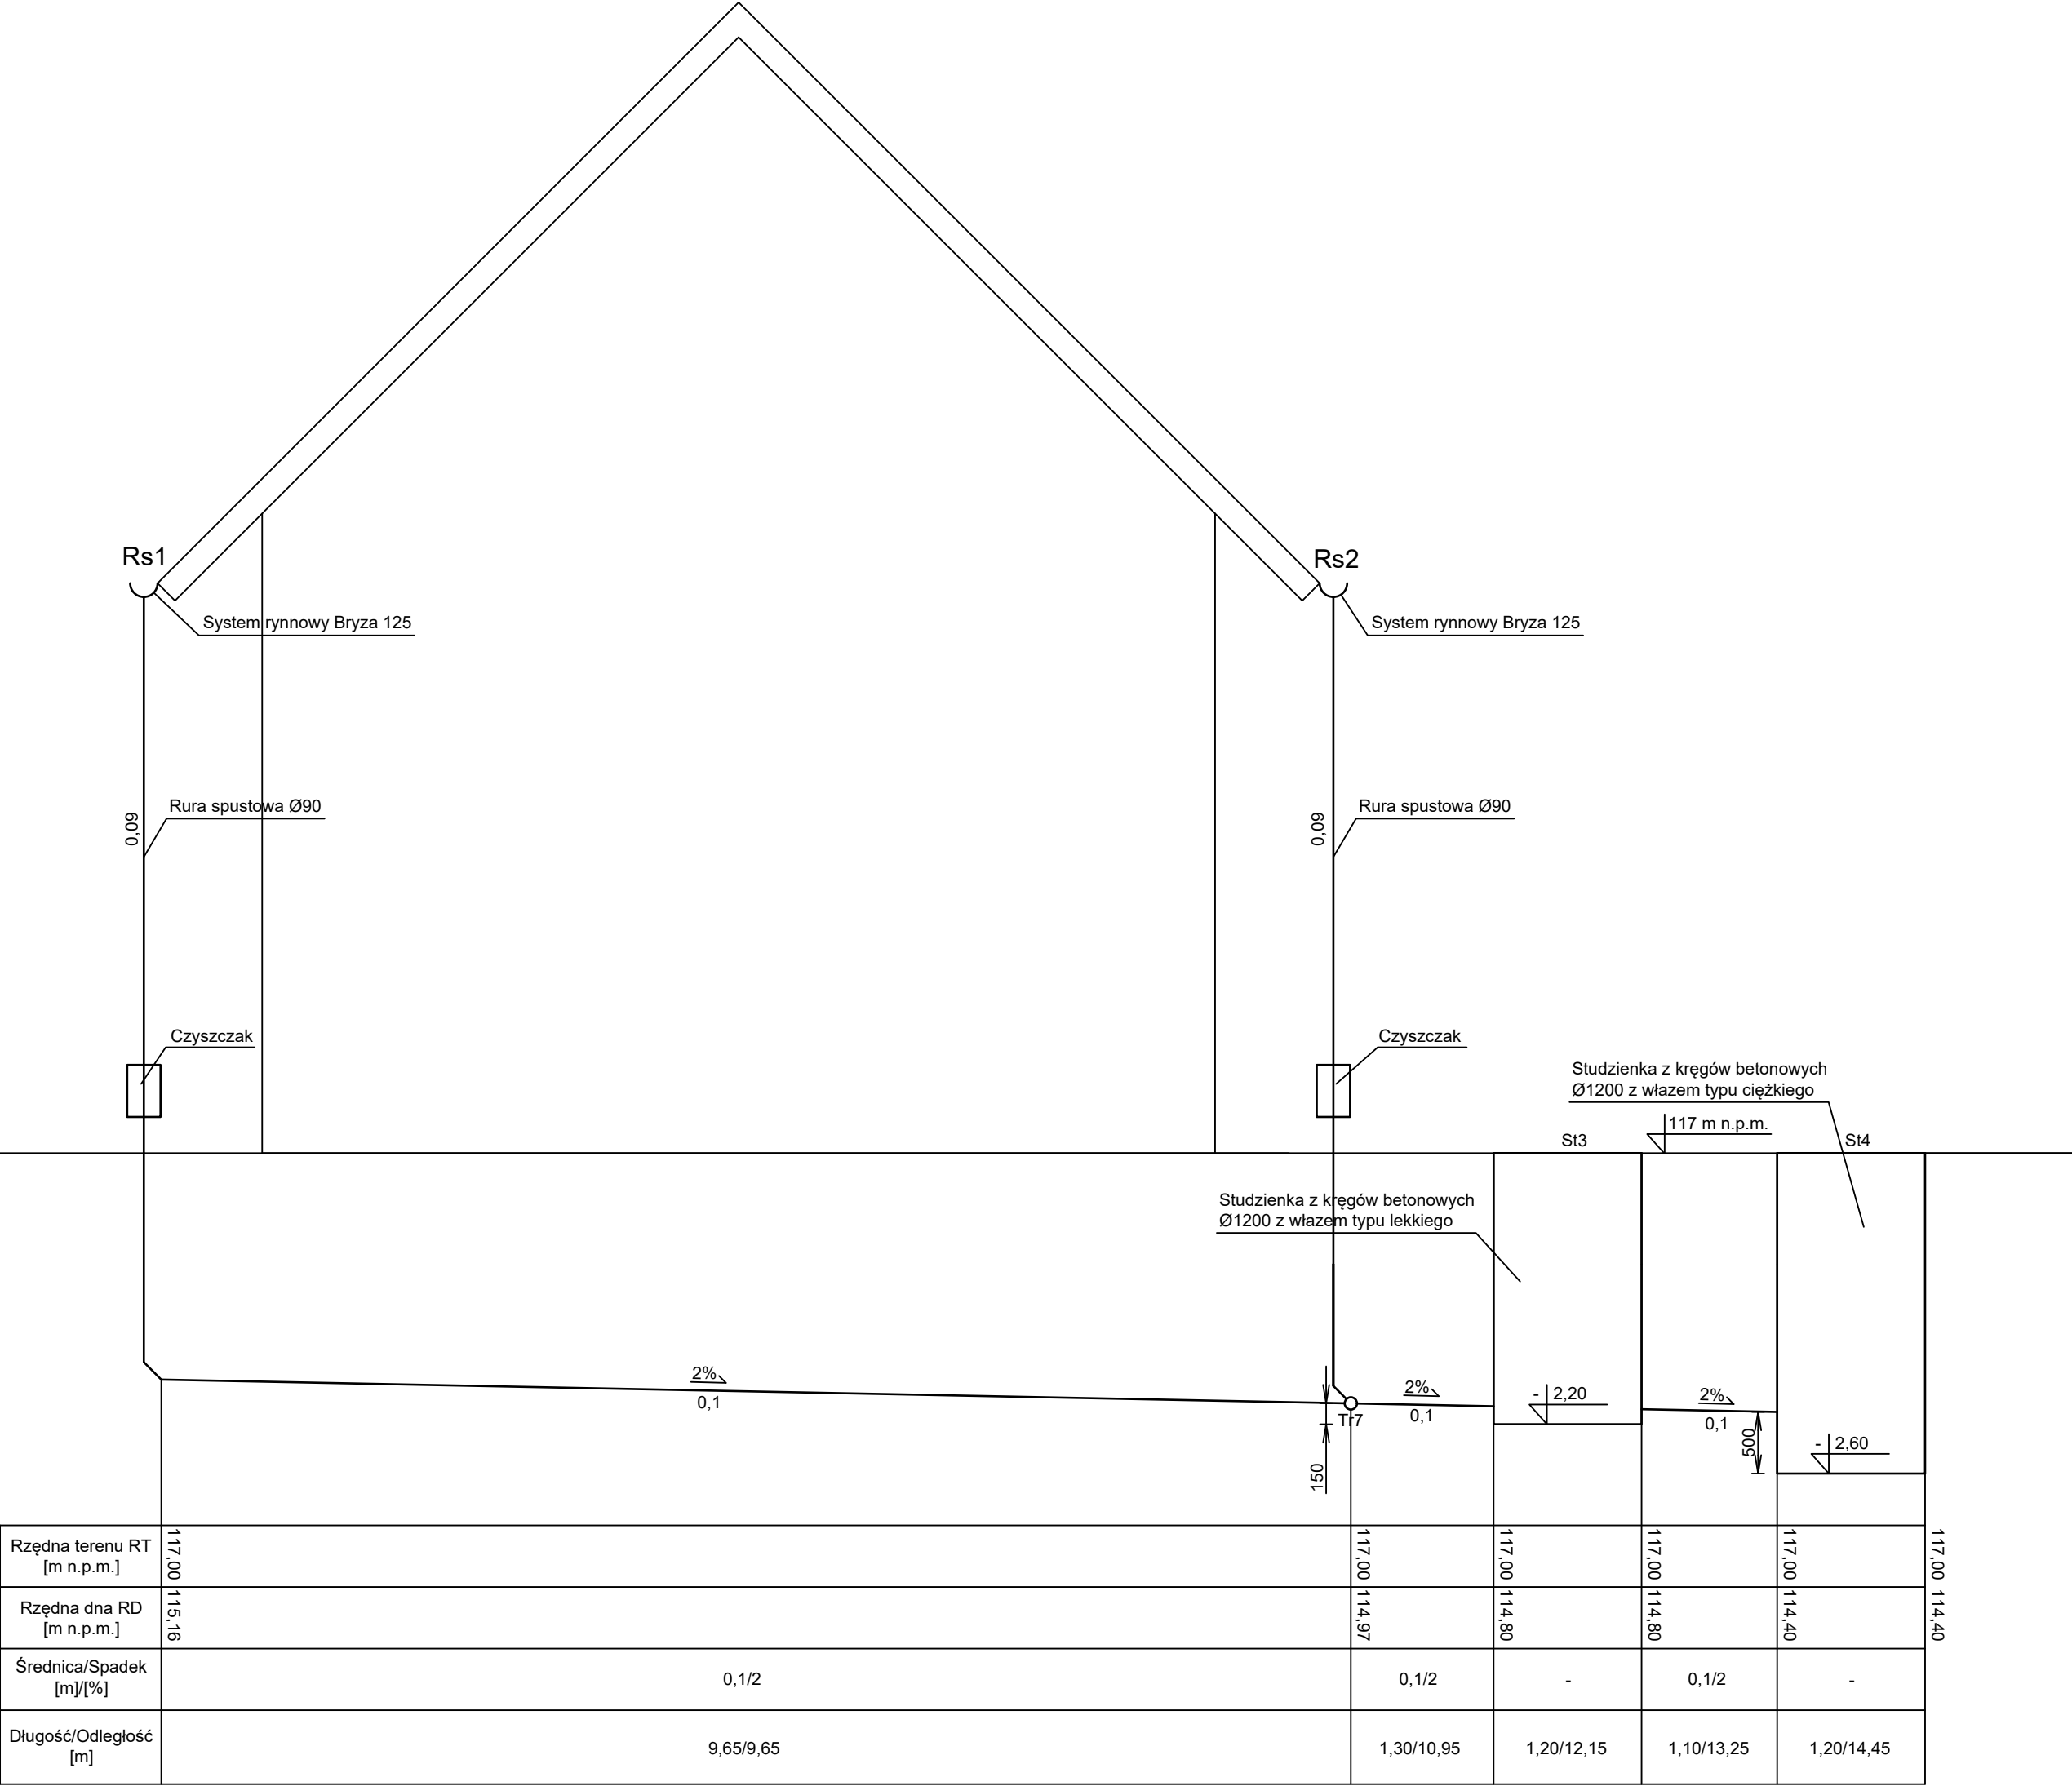 Rs1
Rs2
System rynnowy Bryza 125
System rynnowy Bryza 125
Rura spustowa Ø90
Rura spustowa Ø90
0,09
0,09
Czyszczak
Czyszczak
Studzienka z kręgów betonowych
Ø1200 z włazem typu ciężkiego
117 m n.p.m.
St3
St4
Studzienka z kręgów betonowych
Ø1200 z włazem typu lekkiego
2%
0,1
2%
0,1
Tr7
150
- 2,20
2%
0,1
500
- 2,60
Rzędna terenu RT
[m n.p.m.]
117,00 117,00 117,00 117,00 117,00 117,00
Rzędna dna RD
[m n.p.m.]
115,16 114,97 114,80 114,80 114,40 114,40
Średnica/Spadek
[m]/[%]
0,1/2 0,1/2 - 0,1/2 -
Długość/Odległość
[m]
9,65/9,65 1,30/10,95 1,20/12,15 1,10/13,25 1,20/14,45